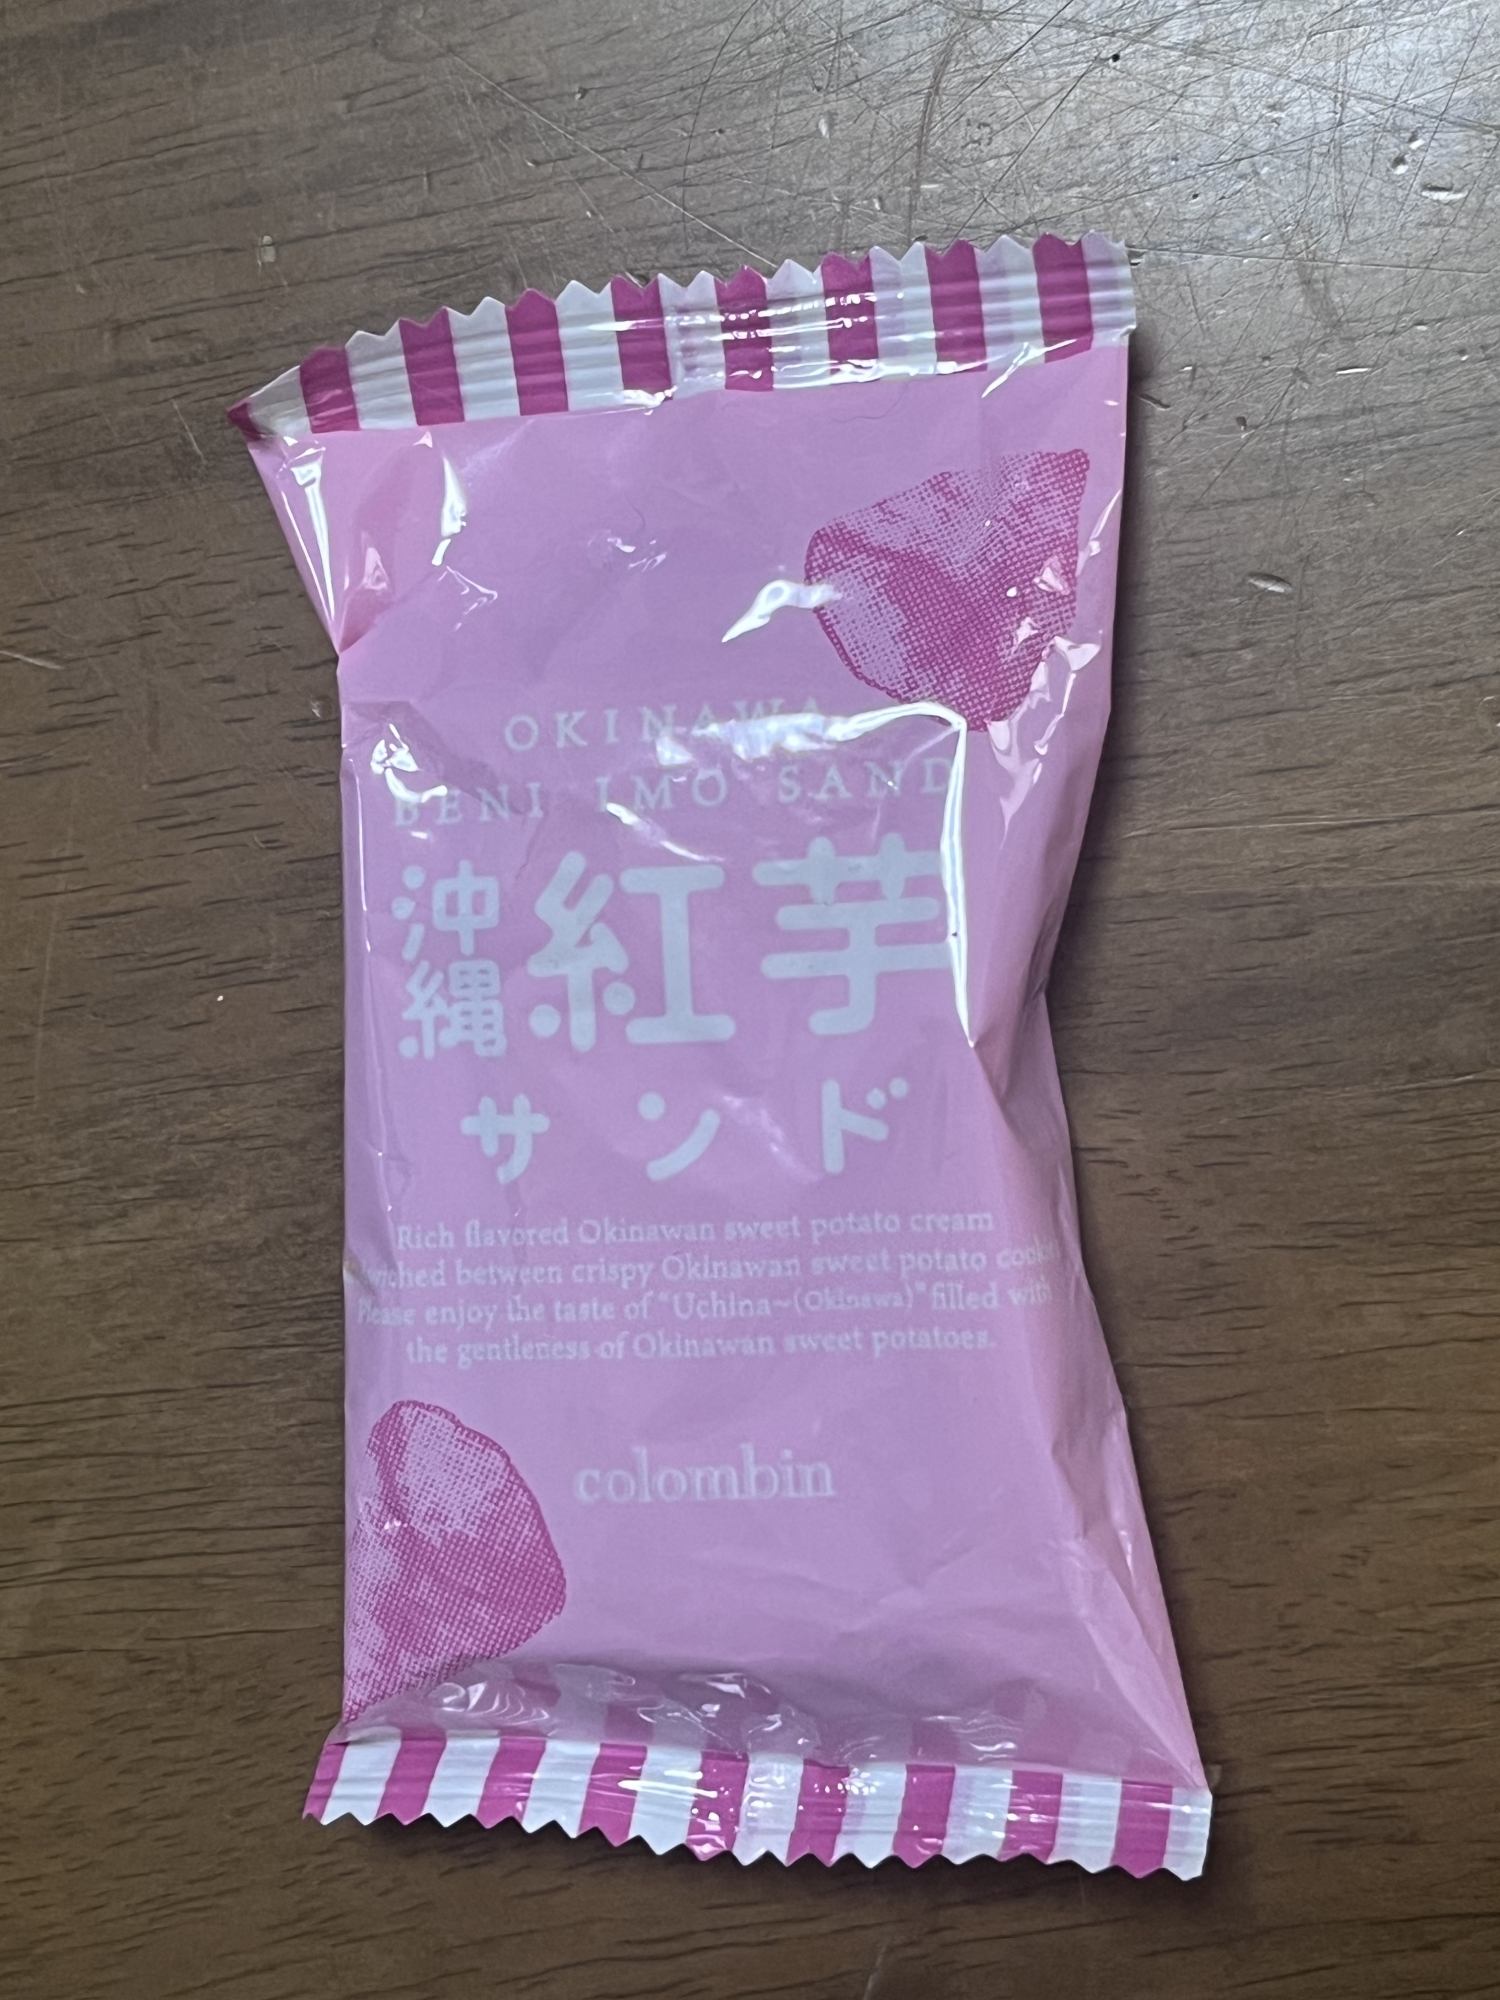 OKINAWA
BENI IMO SAND
沖縄紅芋
サンド
Rich flavored Okinawan sweet potato cream
between crispy Okinawan sweet potato
Please enjoy the taste of "Uchina~(Okinawa)" filled with
the gentleness of Okinawan sweet potatoes.
colombin